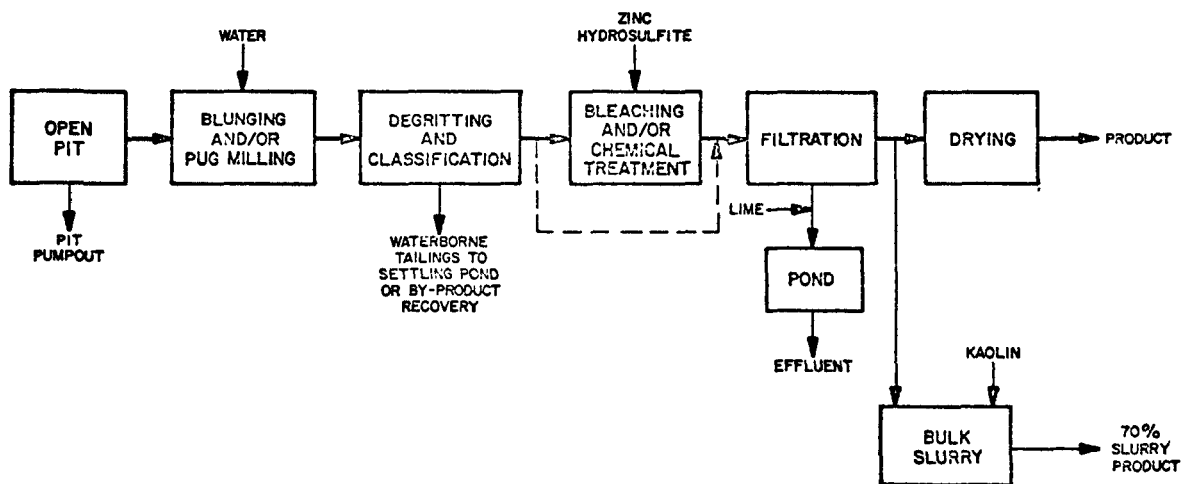 WATER
ZINC
HYDROSULFITE
OPEN
PIT
BLUNGING
AND/OR
PUG MILLING
DEGRITTING
AND
CLASSIFICATION
BLEACHING
AND/OR
CHEMICAL
TREATMENT
FILTRATION
DRYING
PRODUCT
PIT
PUMPOUT
WATERBORNE
TAILINGS TO
SETTLING POND
OR BY-PRODUCT
RECOVERY
LIME
POND
EFFLUENT
KAOLIN
BULK
SLURRY
70%
SLURRY
PRODUCT